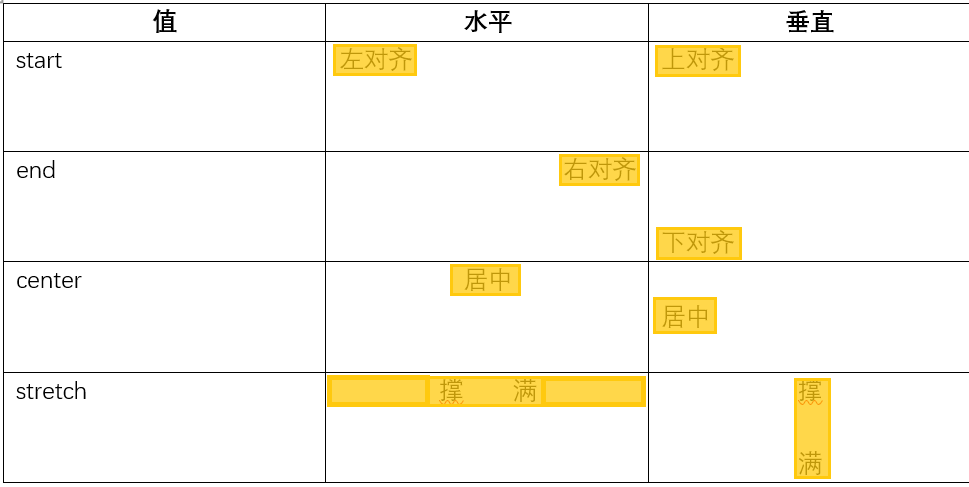 值 水平 垂直
start 左对齐 上对齐
end 右对齐
下对齐
center 居中
居中
stretch 撑 满 撑
满